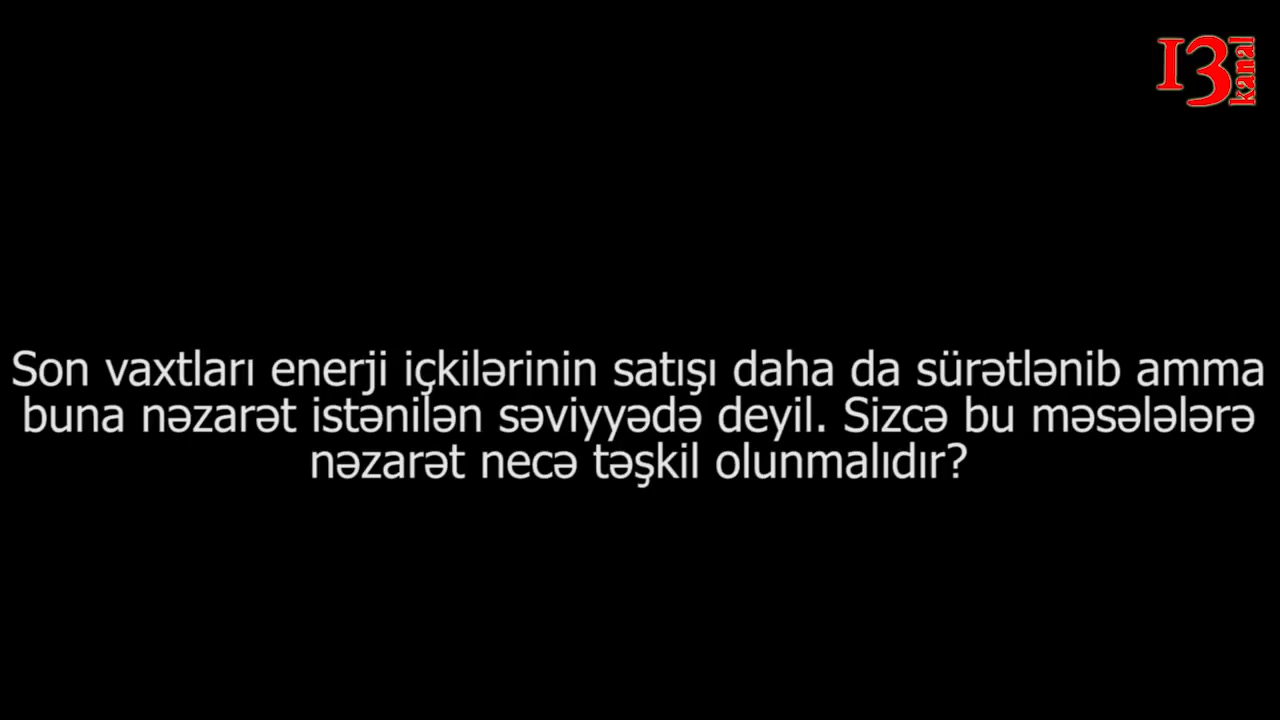 13
kanal
Son vaxtları enerji içkilərinin satışı daha da sürətlənib amma
buna nəzarət istənilən səviyyədə deyil. Sizcə bu məsələlərə
nəzarət necə təşkil olunmalıdır?